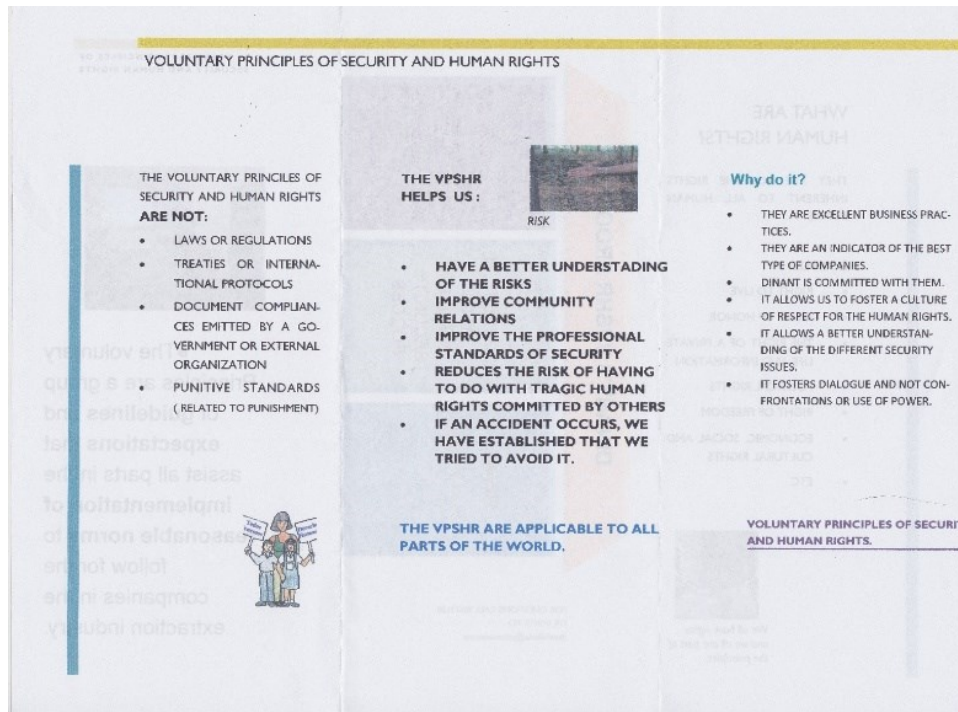 VOLUNTARY PRINCIPLES OF SECURITY AND HUMAN RIGHTS
THE VOLUNTARY PRINCILES OF
SECURITY AND HUMAN RIGHTS
ARE NOT:
• LAWS OR REGULATIONS
• TREATIES OR INTERNA-
TIONAL PROTOCOLS
• DOCUMENT COMPLIAN-
CES EMITTED BY A GO-
VERNMENT OR EXTERNAL
ORGANIZATION
• PUNITIVE STANDARDS
( RELATED TO PUNISHMENT)
THE VPSHR
HELPS US :
RISK
• HAVE A BETTER UNDERSTADING
OF THE RISKS
• IMPROVE COMMUNITY
RELATIONS
• IMPROVE THE PROFESSIONAL
STANDARDS OF SECURITY
• REDUCES THE RISK OF HAVING
TO DO WITH TRAGIC HUMAN
RIGHTS COMMITTED BY OTHERS
• IF AN ACCIDENT OCCURS, WE
HAVE ESTABLISHED THAT WE
TRIED TO AVOID IT.
THE VPSHR ARE APPLICABLE TO ALL
PARTS OF THE WORLD.
Why do it?
• THEY ARE EXCELLENT BUSINESS PRAC-
TICES.
• THEY ARE AN INDICATOR OF THE BEST
TYPE OF COMPANIES.
• DINANT IS COMMITTED WITH THEM.
• IT ALLOWS US TO FOSTER A CULTURE
OF RESPECT FOR THE HUMAN RIGHTS.
• IT ALLOWS A BETTER UNDERSTAN-
DING OF THE DIFFERENT SECURITY
ISSUES.
• IT FOSTERS DIALOGUE AND NOT CON-
FRONTATIONS OR USE OF POWER.
VOLUNTARY PRINCIPLES OF SECURIT
AND HUMAN RIGHTS.